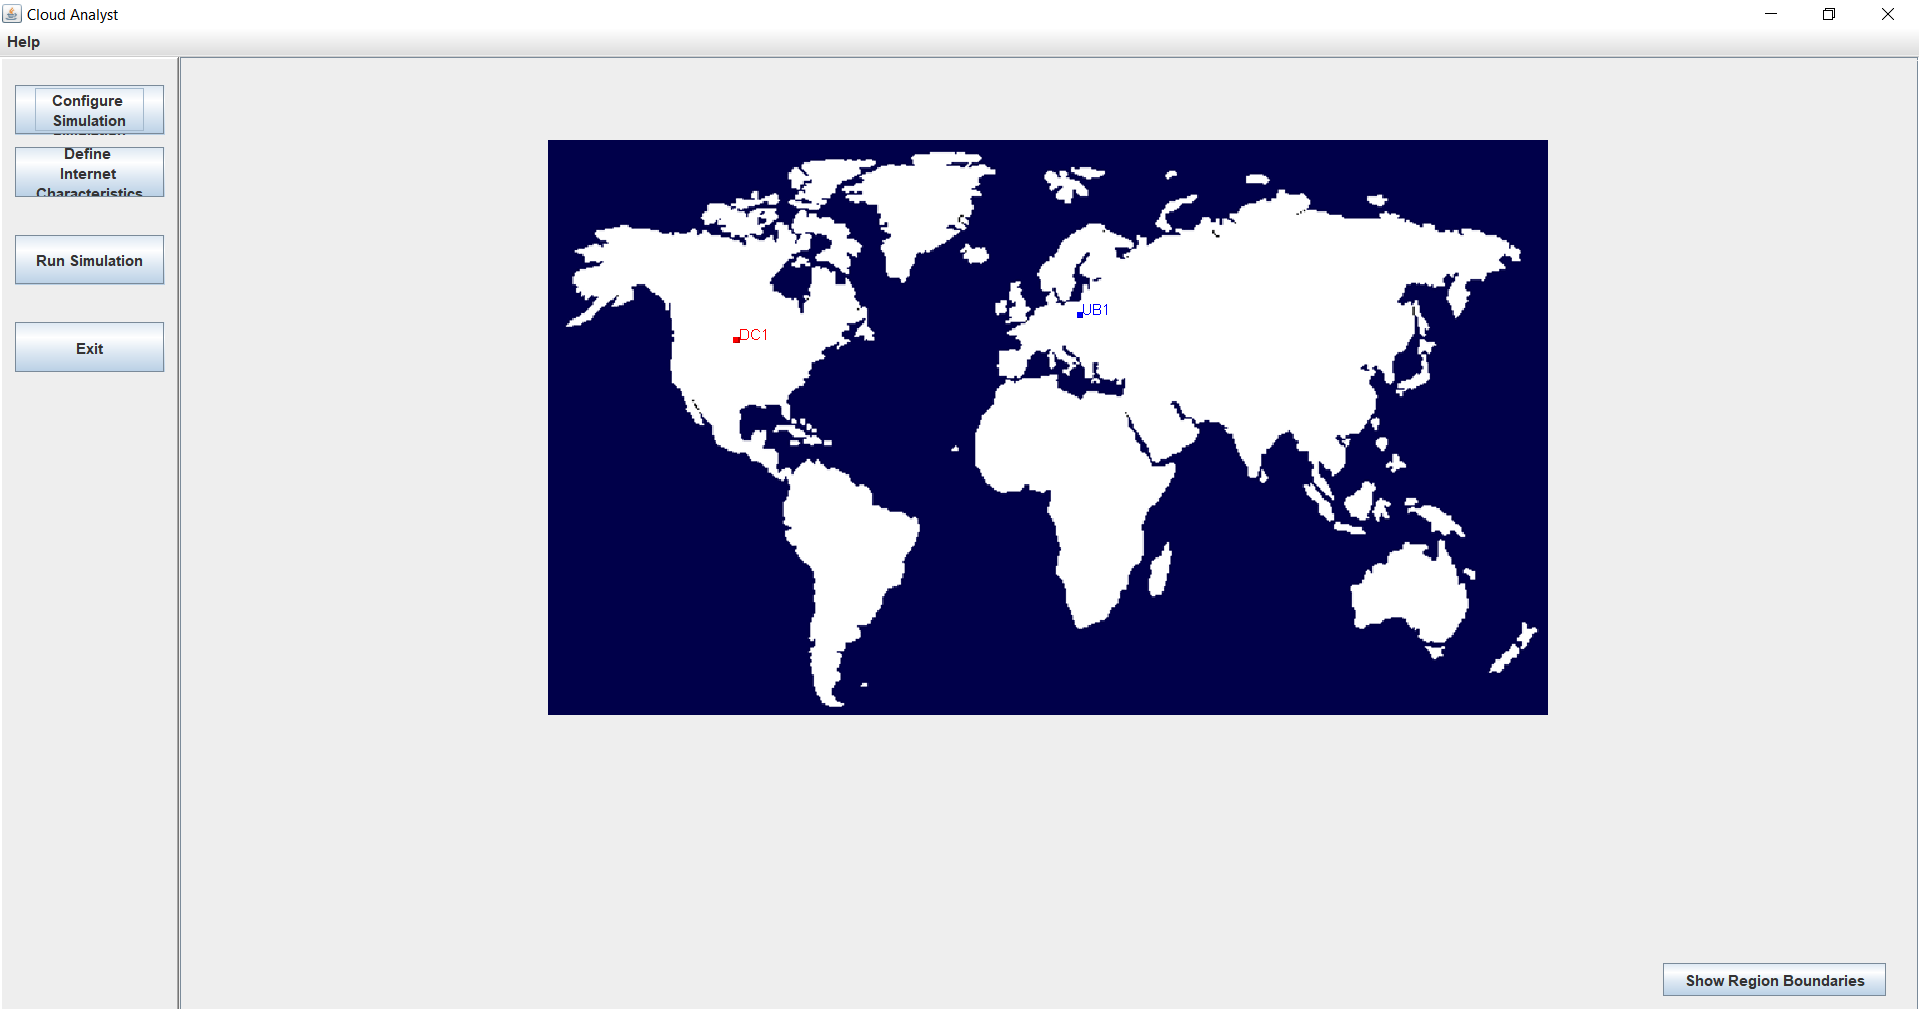 Cloud Analyst
Help
Configure
Simulation
Define
Internet
Characteristics
Run Simulation
Exit
DC1
UB1
Show Region Boundaries